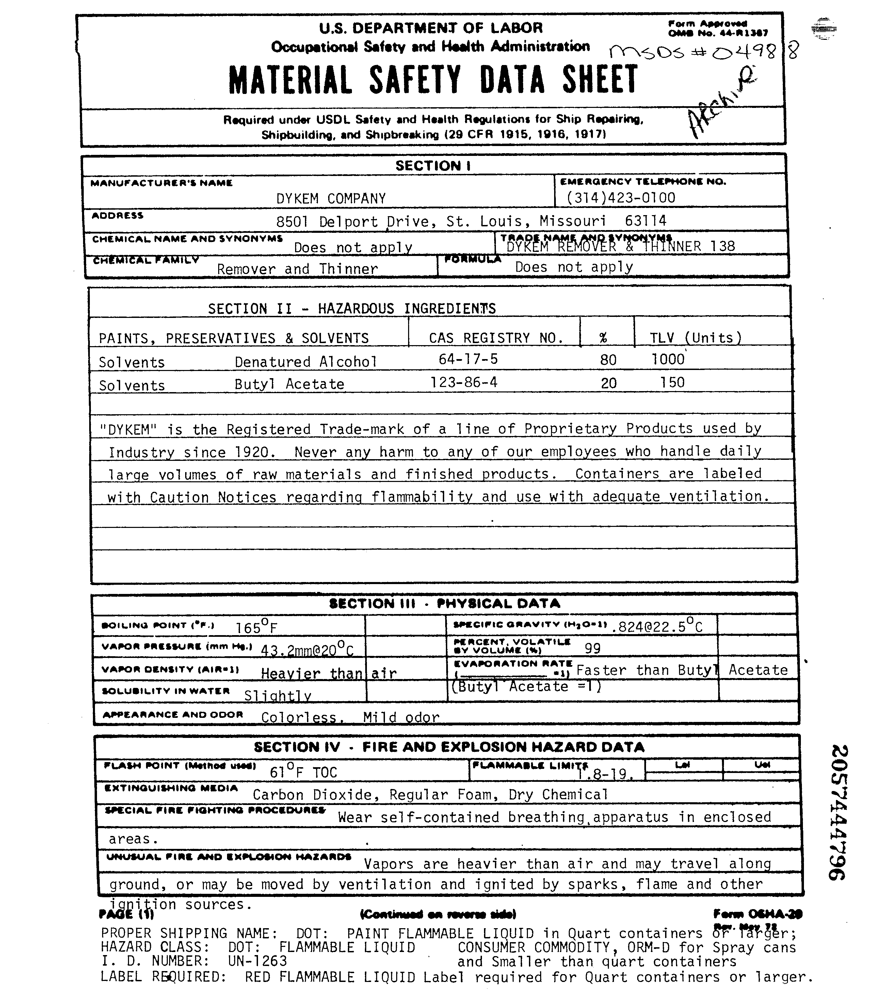 U.S. DEPARTMENT OF LABOR
Occupational Safety and Health Administration
Form Approved
OMB No. 44-R1387
MSDS # 04988
Archive
MATERIAL SAFETY DATA SHEET
Required under USDL Safety and Health Regulations for Ship Repairing,
Shipbuilding, and Shipbreaking (29 CFR 1915, 1916, 1917)
SECTION I
MANUFACTURER'S NAME
DYKEM COMPANY
EMERGENCY TELEPHONE NO.
(314)423-0100
ADDRESS
8501 Delport Drive, St. Louis, Missouri 63114
CHEMICAL NAME AND SYNONYMS
Does not apply
TRADE NAME AND SYNONYMS
DYKEM REMOVER & THINNER 138
CHEMICAL FAMILY
Remover and Thinner
FORMULA
Does not apply
SECTION II - HAZARDOUS INGREDIENTS
PAINTS, PRESERVATIVES & SOLVENTS CAS REGISTRY NO. % TLV (Units)
Solvents Denatured Alcohol 64-17-5 80 1000
Solvents Butyl Acetate 123-86-4 20 150
"DYKEM" is the Registered Trade-mark of a line of Proprietary Products used by
Industry since 1920. Never any harm to any of our employees who handle daily
large volumes of raw materials and finished products. Containers are labeled
with Caution Notices regarding flammability and use with adequate ventilation.
SECTION III - PHYSICAL DATA
BOILING POINT (°F.) 165°F SPECIFIC GRAVITY (H2O=1) .824@22.5°C
VAPOR PRESSURE (mm Hg.) 43.2mm@20°C PERCENT, VOLATILE BY VOLUME (%) 99
VAPOR DENSITY (AIR=1) Heavier than air EVAPORATION RATE (______ =1) Faster than Butyl Acetate
SOLUBILITY IN WATER Slightly (Butyl Acetate =1)
APPEARANCE AND ODOR Colorless. Mild odor
SECTION IV - FIRE AND EXPLOSION HAZARD DATA
FLASH POINT (Method used) 61°F TOC FLAMMABLE LIMITS 1.8-19. Lel Uel
EXTINGUISHING MEDIA Carbon Dioxide, Regular Foam, Dry Chemical
SPECIAL FIRE FIGHTING PROCEDURES Wear self-contained breathing apparatus in enclosed
areas.
UNUSUAL FIRE AND EXPLOSION HAZARDS Vapors are heavier than air and may travel along
ground, or may be moved by ventilation and ignited by sparks, flame and other
ignition sources.
PAGE (1) (Continued on reverse side) Form OSHA-20
Rev. May 72
PROPER SHIPPING NAME: DOT: PAINT FLAMMABLE LIQUID in Quart containers or larger;
HAZARD CLASS: DOT: FLAMMABLE LIQUID CONSUMER COMMODITY, ORM-D for Spray cans
I. D. NUMBER: UN-1263 and Smaller than quart containers
LABEL REQUIRED: RED FLAMMABLE LIQUID Label required for Quart containers or larger.
2057444796